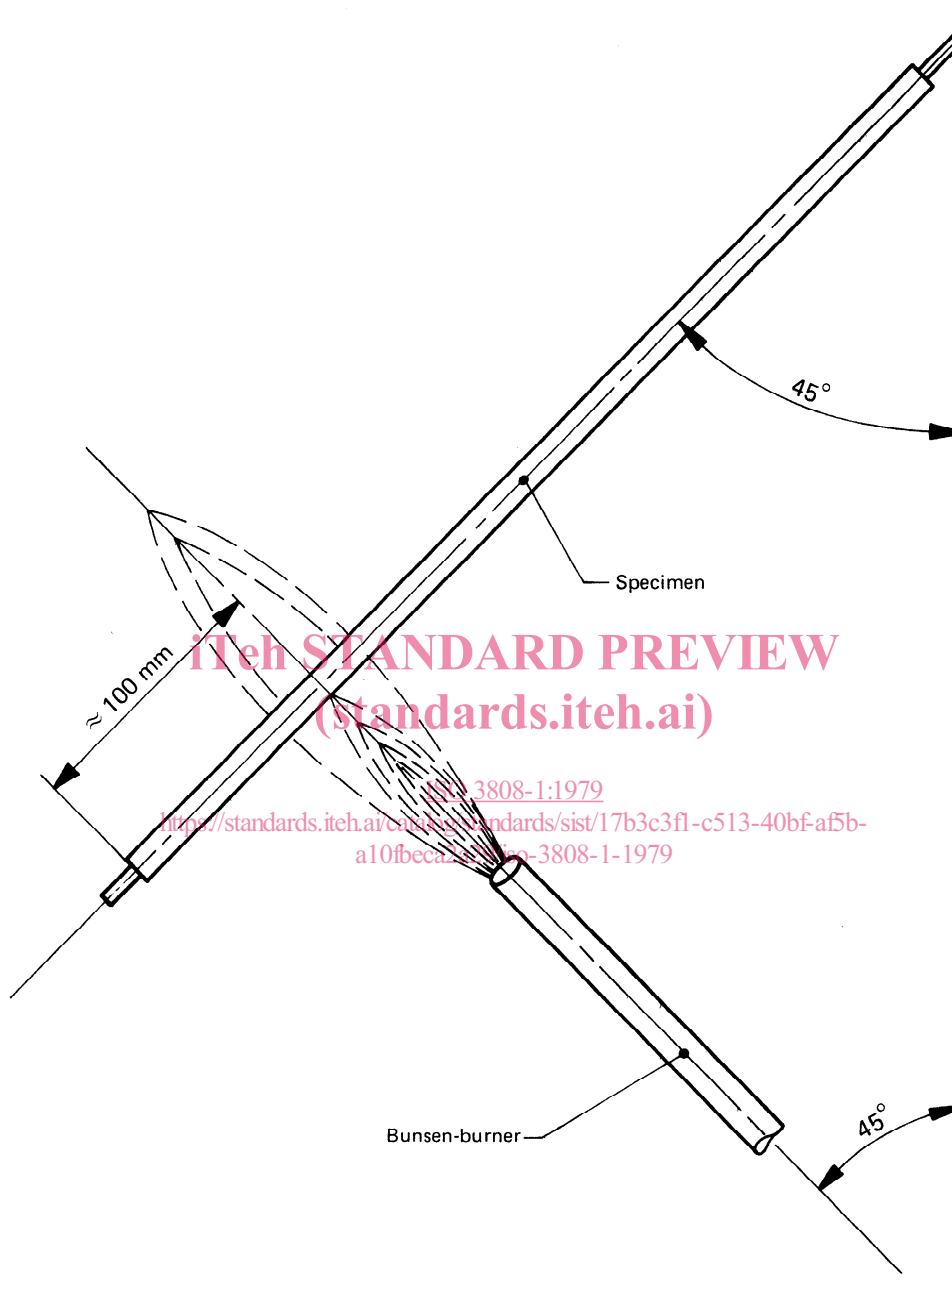 45°
Specimen
≈ 100 mm
iTeh STANDARD PREVIEW
(standards.iteh.ai)
ISO 3808-1:1979
https://standards.iteh.ai/catalog/standards/sist/17b3c3f1-c513-40bf-af5b-
iso-3808-1-1979
45°
Bunsen-burner